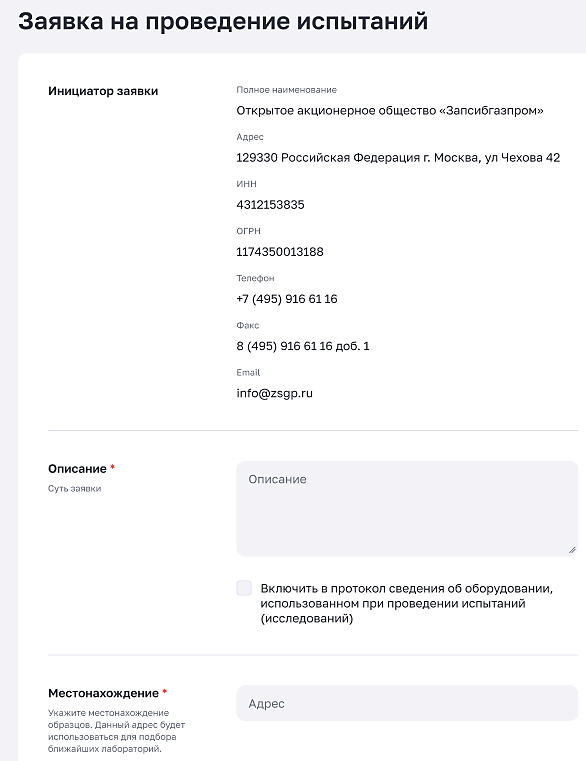 Заявка на проведение испытаний
Инициатор заявки
Полное наименование
Открытое акционерное общество «Запсибгазпром»
Адрес
129330 Российская Федерация г. Москва, ул Чехова 42
ИНН
4312153835
ОГРН
1174350013188
Телефон
+7 (495) 916 61 16
Факс
8 (495) 916 61 16 доб. 1
Email
info@zsgp.ru
Описание *
Суть заявки
Описание
Включить в протокол сведения об оборудовании,
использованном при проведении испытаний
(исследований)
Местонахождение *
Укажите местонахождение
образцов. Данный адрес будет
использоваться для подбора
ближайших лабораторий.
Адрес